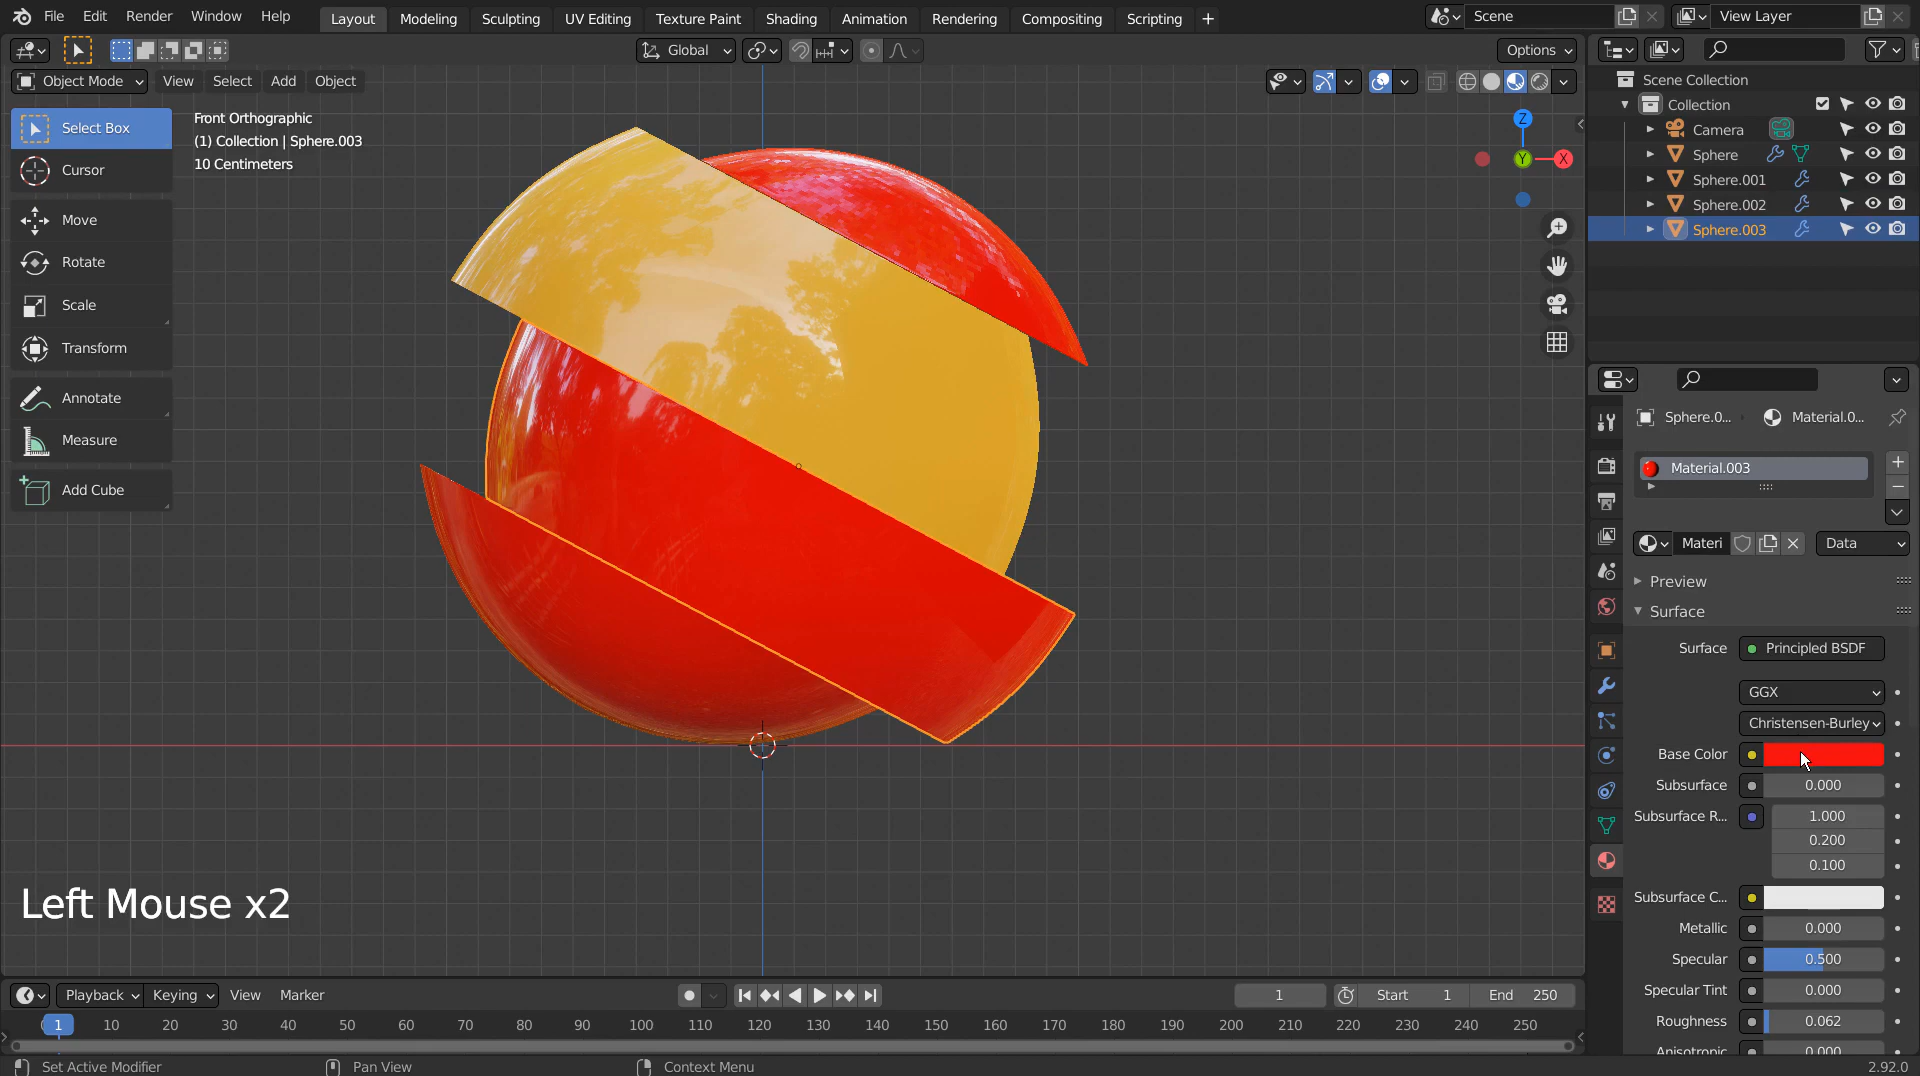 File Edit Render Window Help Layout Modeling Sculpting UV Editing Texture Paint Shading Animation Rendering Compositing Scripting + Scene View Layer
Global Options
Object Mode View Select Add Object
Scene Collection
Collection
Camera
Sphere
Sphere.001
Sphere.002
Sphere.003
Select Box
Cursor
Move
Rotate
Scale
Transform
Annotate
Measure
Add Cube
Front Orthographic
(1) Collection | Sphere.003
10 Centimeters
Z
Y
X
Sphere.0... Material.0...
Material.003
Materi Data
Preview
Surface
Surface Principled BSDF
GGX
Christensen-Burley
Base Color
Subsurface 0.000
Subsurface R... 1.000
0.200
0.100
Subsurface C...
Metallic 0.000
Specular 0.500
Specular Tint 0.000
Roughness 0.062
Anisotropic 0.000
Left Mouse x2
Playback Keying View Marker 1 Start 1 End 250
1 10 20 30 40 50 60 70 80 90 100 110 120 130 140 150 160 170 180 190 200 210 220 230 240 250
Set Active Modifier Pan View Context Menu 2.92.0